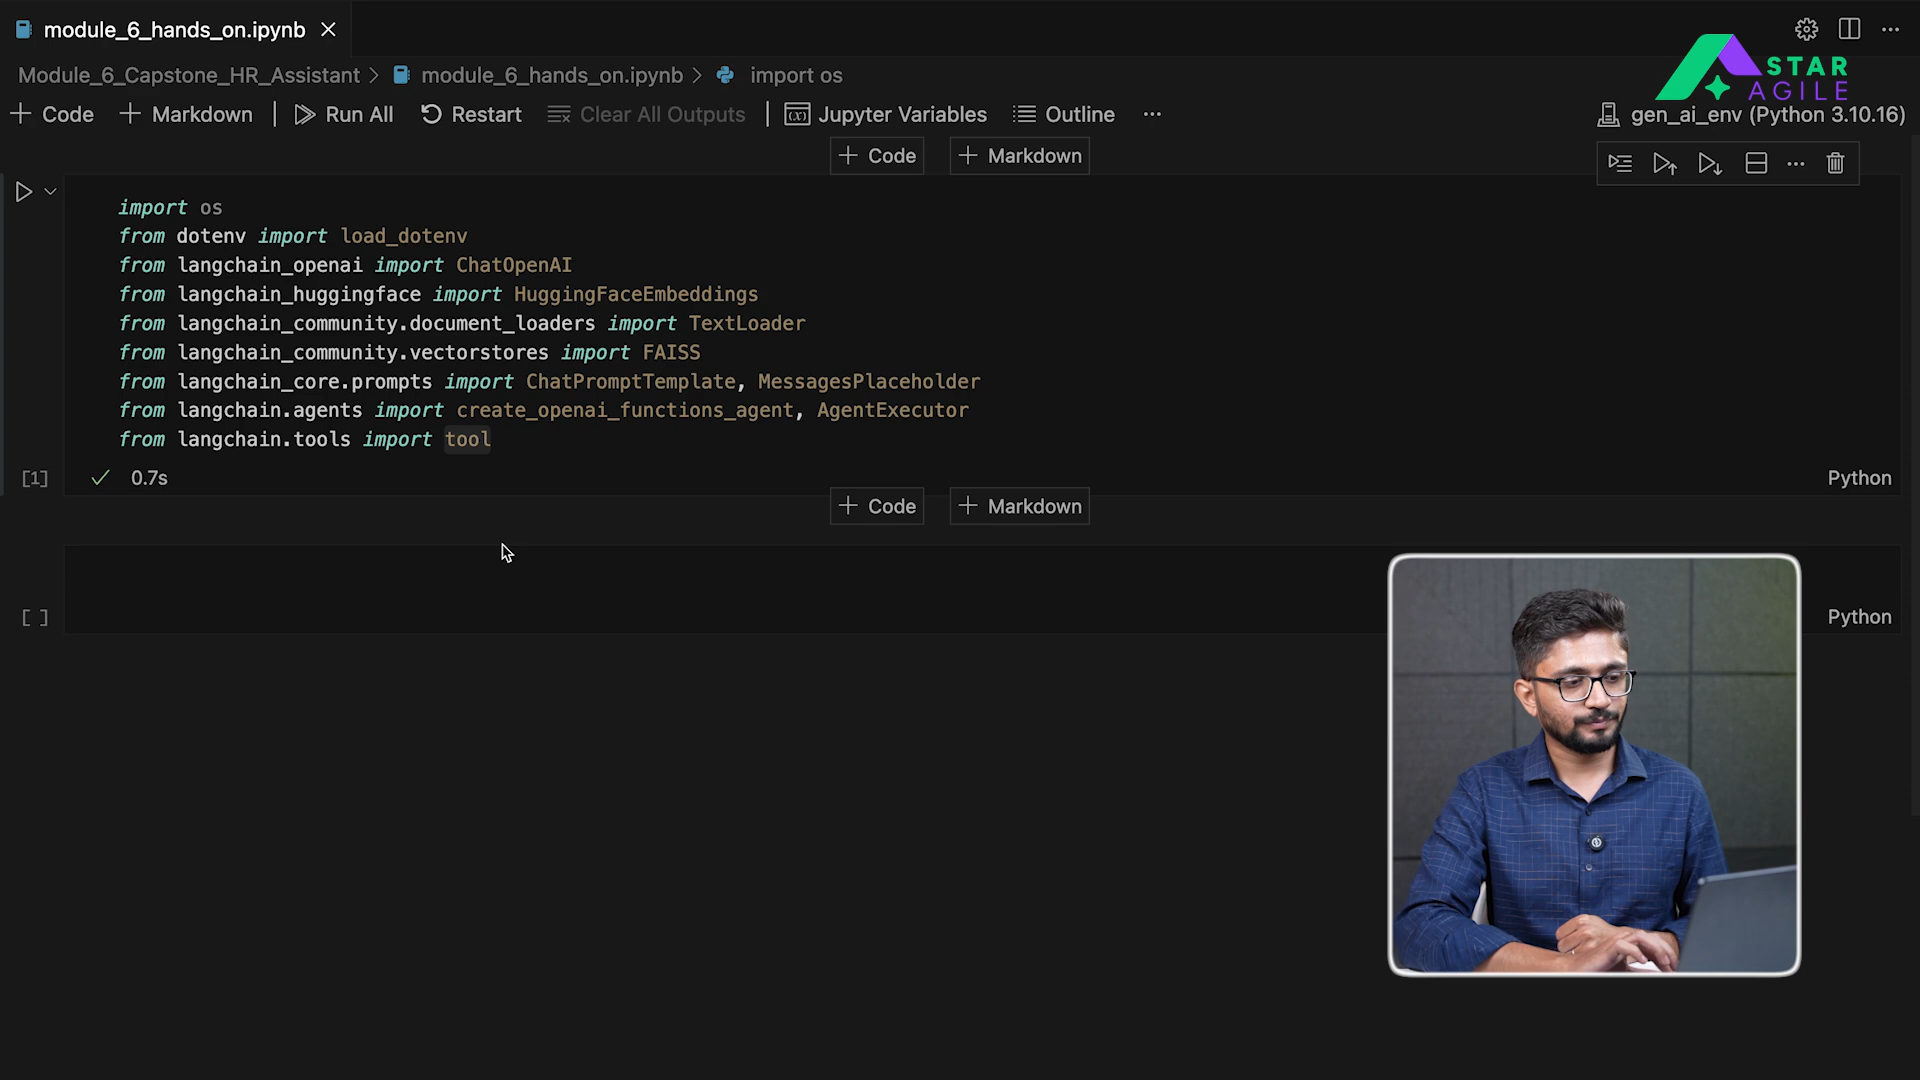 module_6_hands_on.ipynb
STAR
AGILE
Module_6_Capstone_HR_Assistant > module_6_hands_on.ipynb > import os
Code Markdown | Run All Restart Clear All Outputs | Jupyter Variables Outline ... gen_ai_env (Python 3.10.16)
+ Code + Markdown
import os
from dotenv import load_dotenv
from langchain_openai import ChatOpenAI
from langchain_huggingface import HuggingFaceEmbeddings
from langchain_community.document_loaders import TextLoader
from langchain_community.vectorstores import FAISS
from langchain_core.prompts import ChatPromptTemplate, MessagesPlaceholder
from langchain.agents import create_openai_functions_agent, AgentExecutor
from langchain.tools import tool
[1] 0.7s Python
+ Code + Markdown
[ ] Python